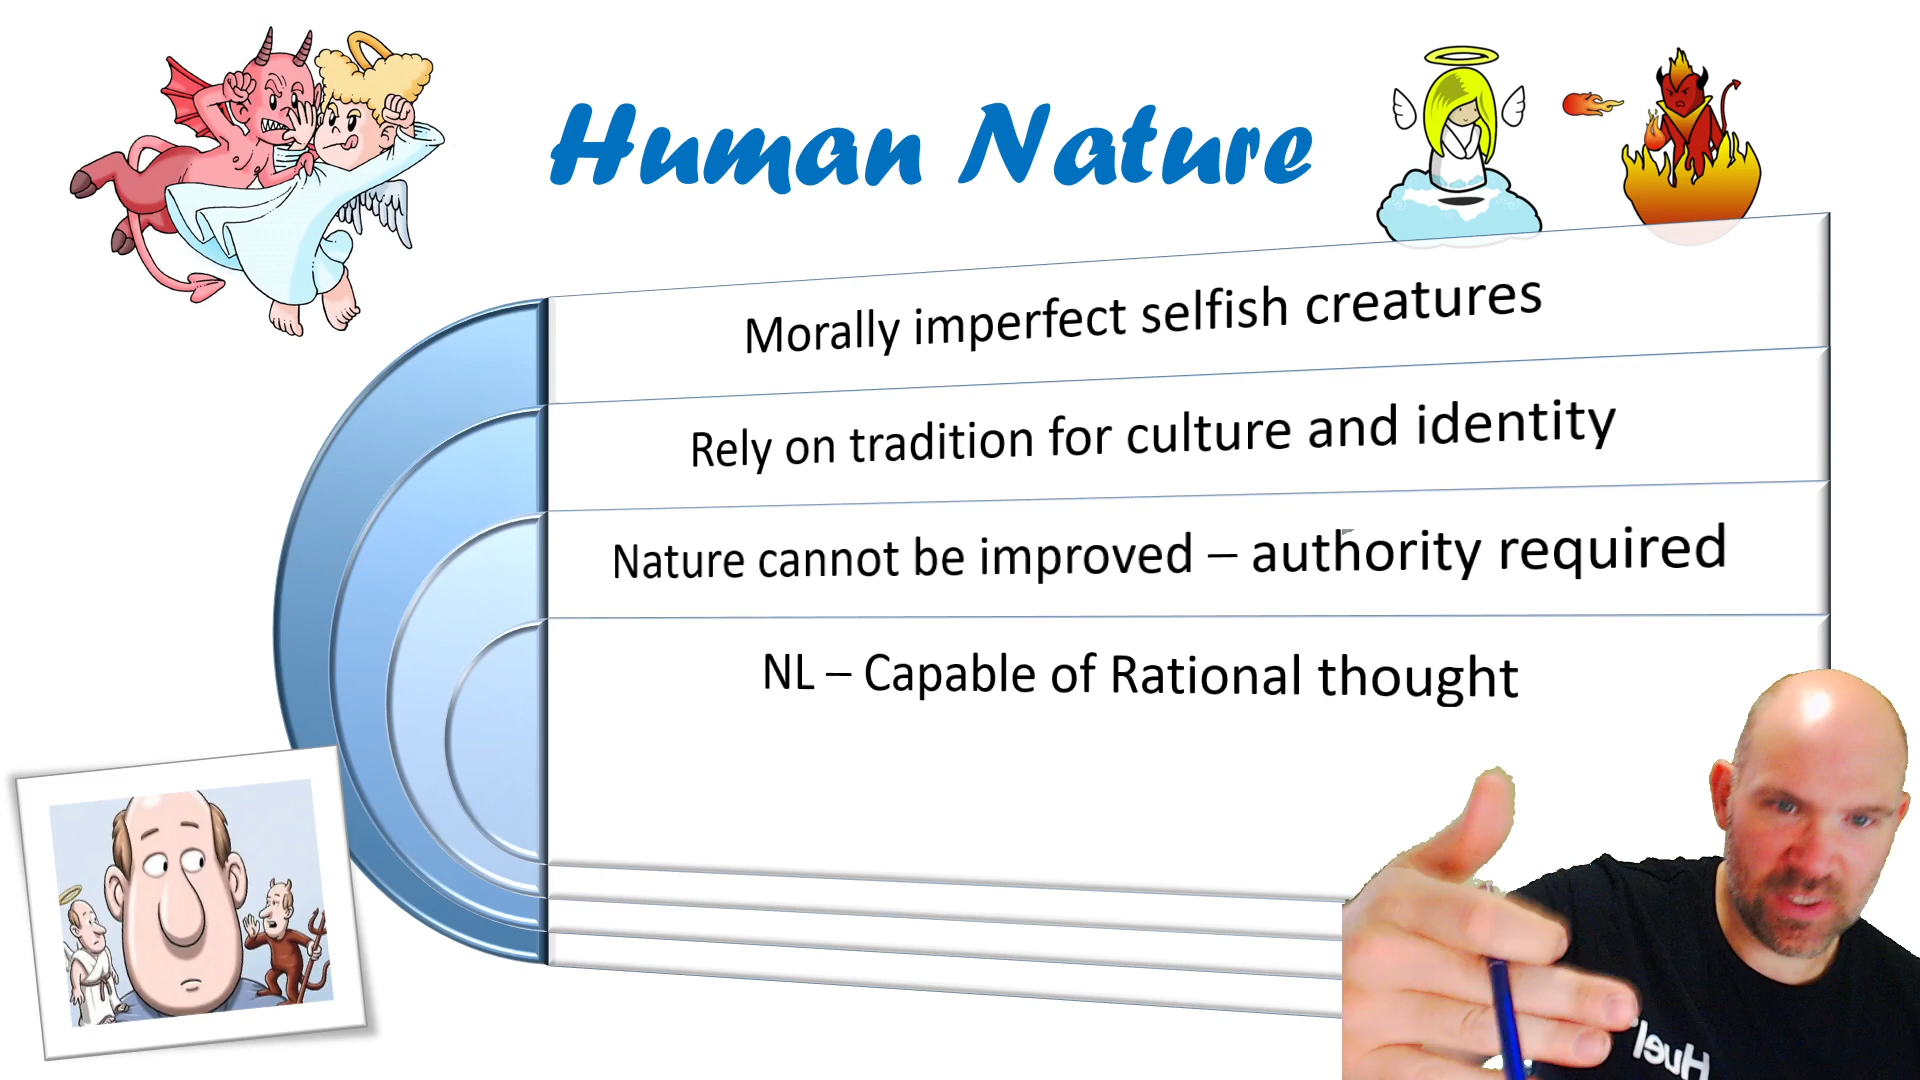 Human Nature
Morally imperfect selfish creatures
Rely on tradition for culture and identity
Nature cannot be improved – authority required
NL – Capable of Rational thought
Huel